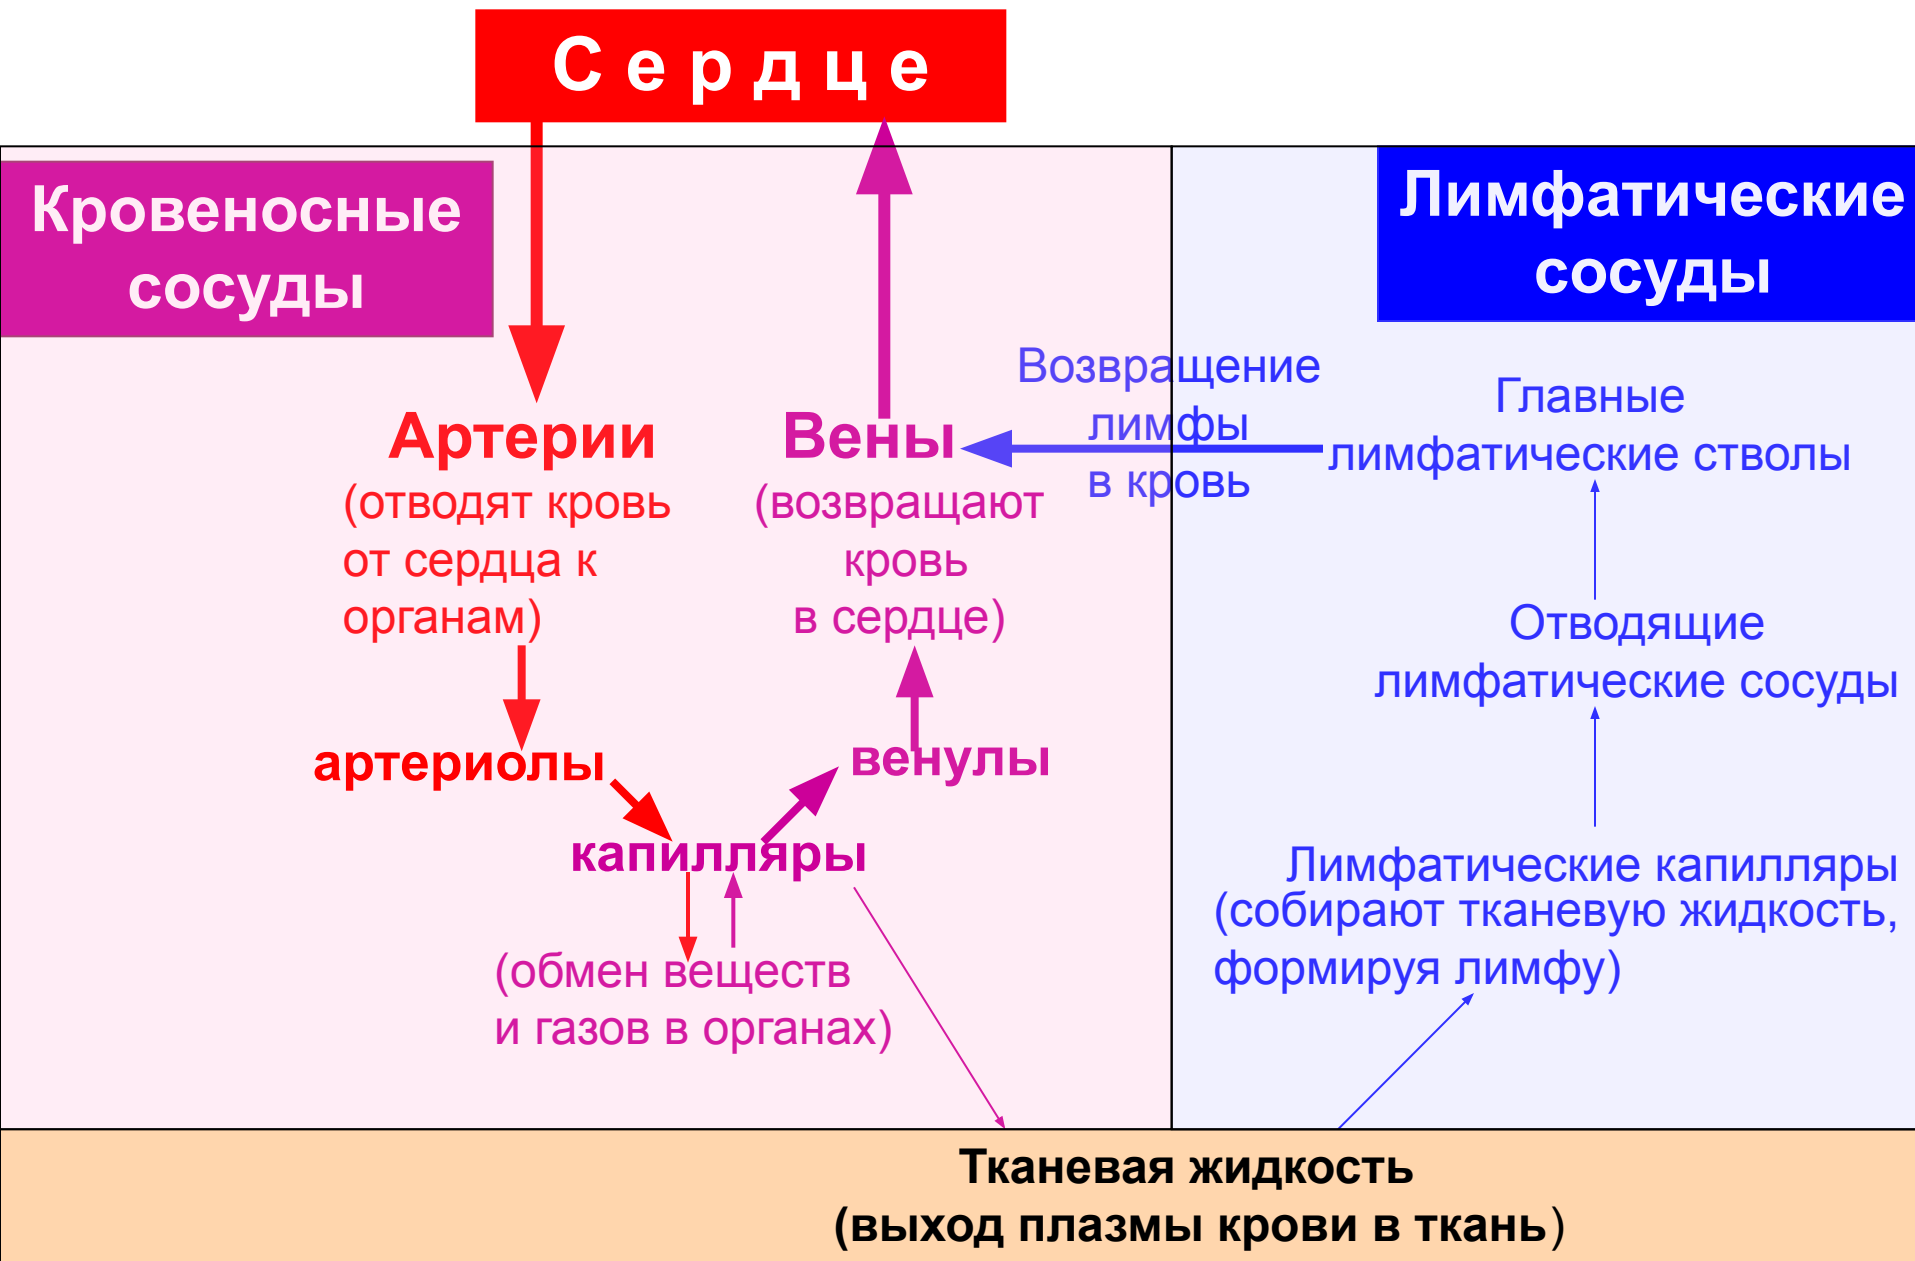 С е р д ц е
Кровеносные
сосуды
Лимфатические
сосуды
Артерии
(отводят кровь
от сердца к
органам)
Вены
(возвращают
кровь
в сердце)
Возвращение
лимфы
в кровь
Главные
лимфатические стволы
Отводящие
лимфатические сосуды
артериолы
венулы
капилляры
(обмен веществ
и газов в органах)
Лимфатические капилляры
(собирают тканевую жидкость,
формируя лимфу)
Тканевая жидкость
(выход плазмы крови в ткань)